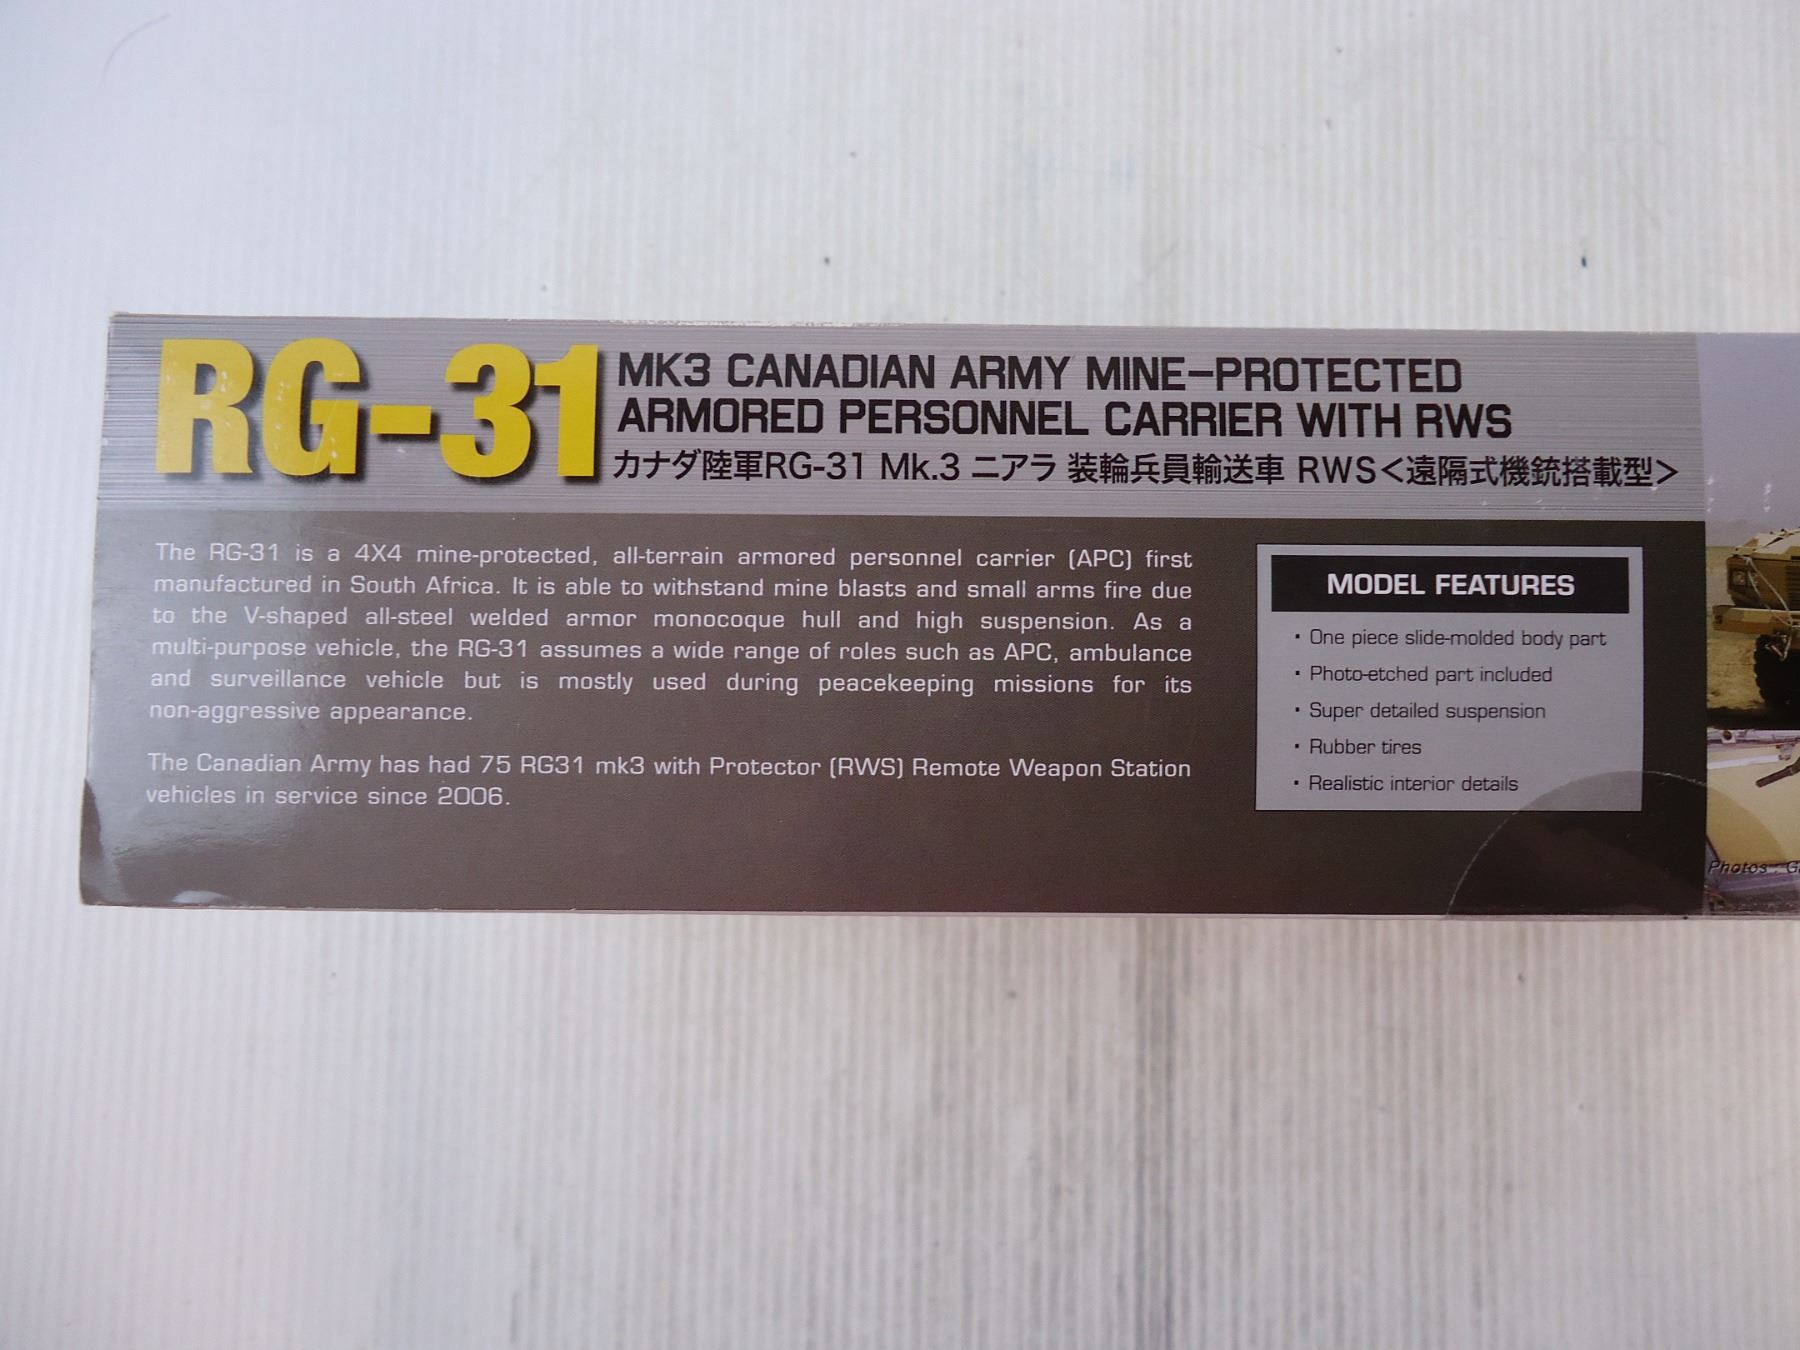 RG-31
MK3 CANADIAN ARMY MINE-PROTECTED
ARMORED PERSONNEL CARRIER WITH RWS
カナダ陸軍RG-31 Mk.3 ニアラ 装輪兵員輸送車 RWS<遠隔式機銃搭載型>
The RG-31 is a 4X4 mine-protected, all-terrain armored personnel carrier (APC) first
manufactured in South Africa. It is able to withstand mine blasts and small arms fire due
to the V-shaped all-steel welded armor monocoque hull and high suspension. As a
multi-purpose vehicle, the RG-31 assumes a wide range of roles such as APC, ambulance
and surveillance vehicle but is mostly used during peacekeeping missions for its
non-aggressive appearance.
The Canadian Army has had 75 RG31 mk3 with Protector (RWS) Remote Weapon Station
vehicles in service since 2006.
MODEL FEATURES
· One piece slide-molded body part
· Photo-etched part included
· Super detailed suspension
· Rubber tires
· Realistic interior details
Photos :